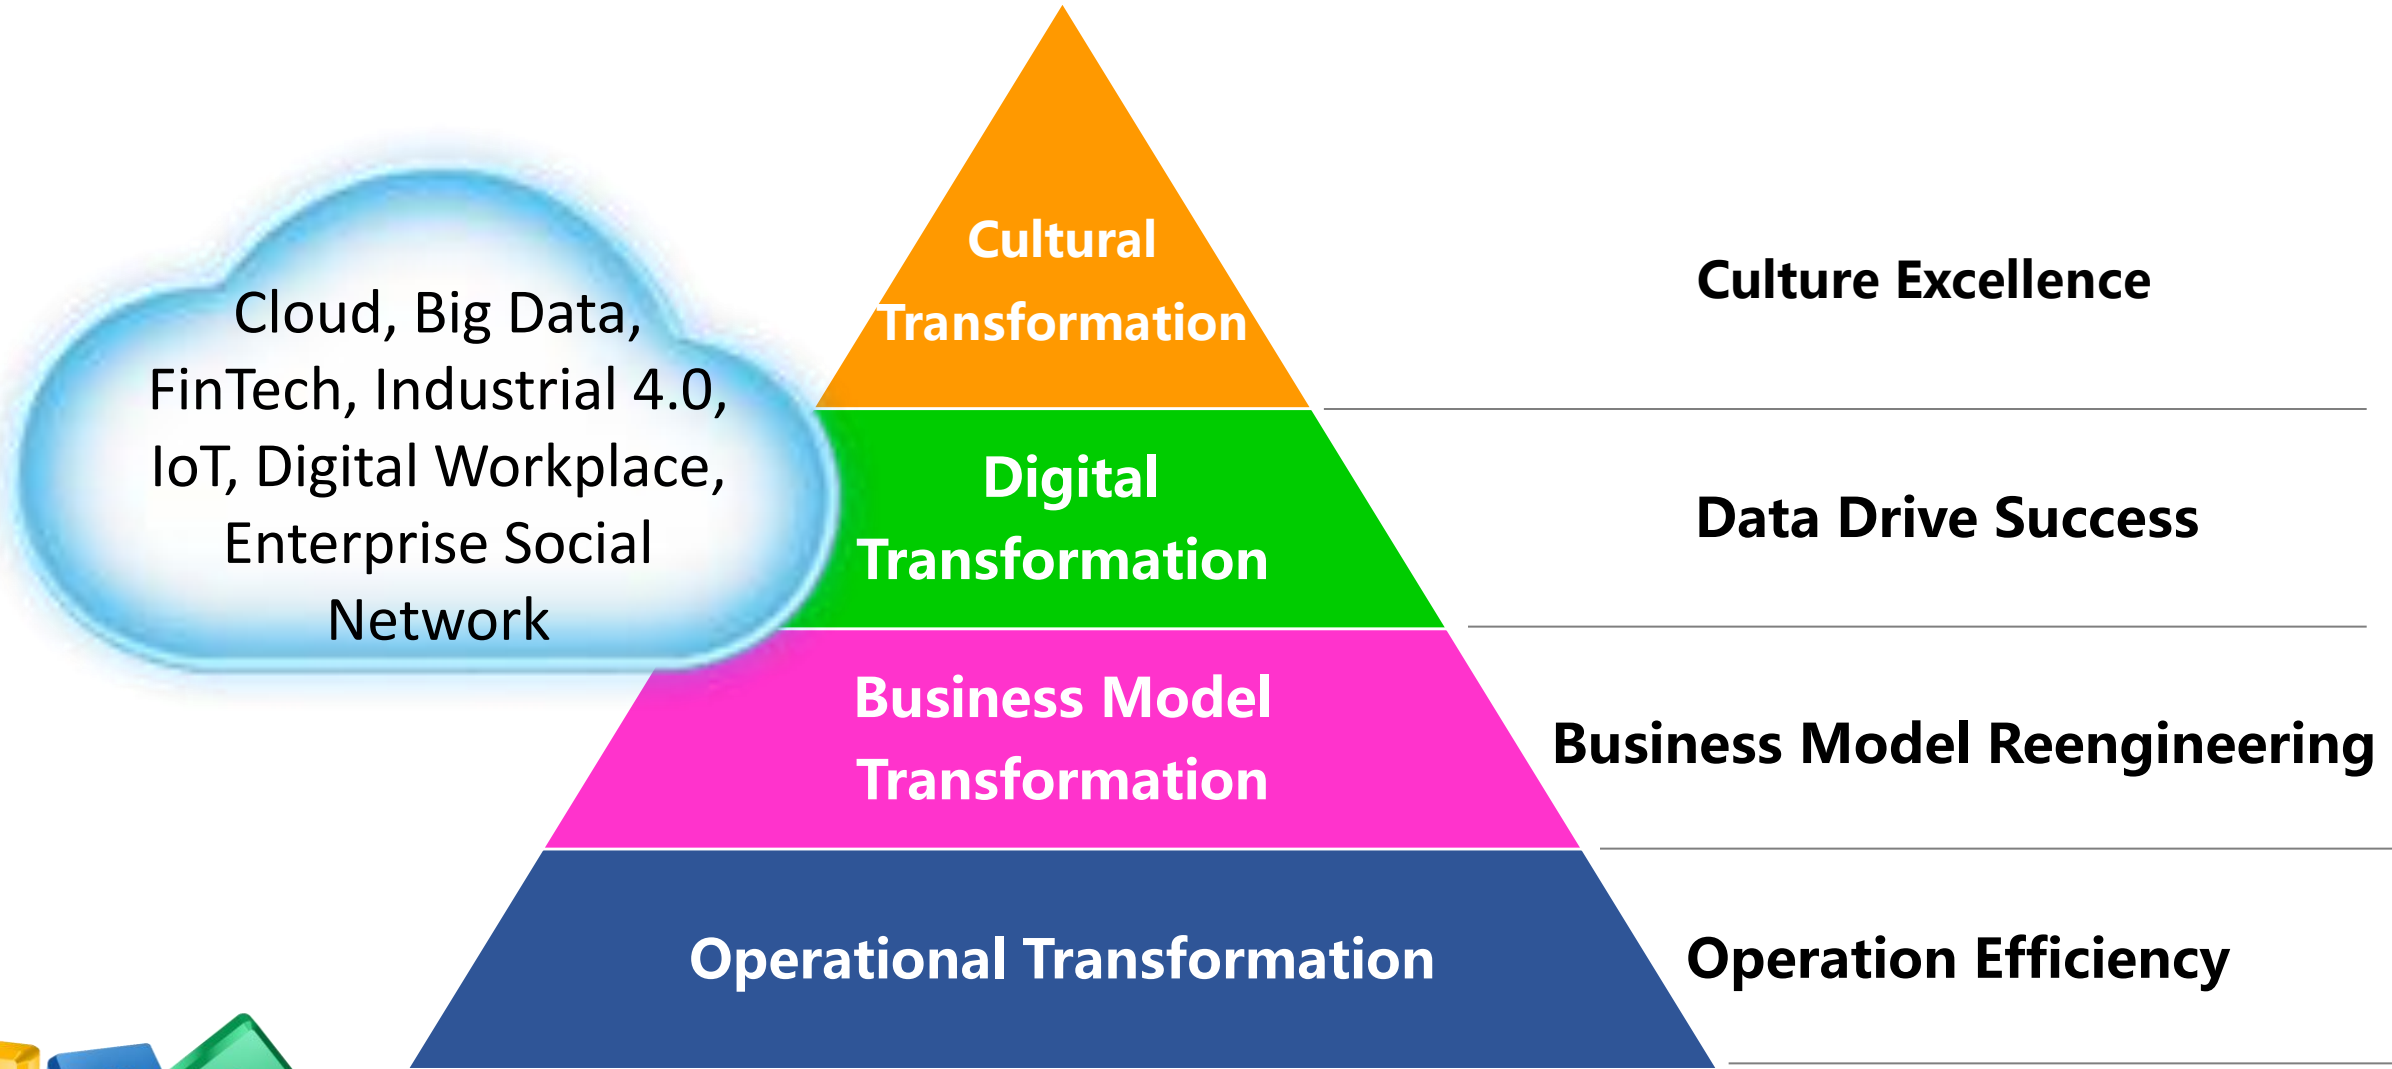 Cloud, Big Data,
FinTech, Industrial 4.0,
IoT, Digital Workplace,
Enterprise Social
Network
Cultural
Transformation
Culture Excellence
Digital
Transformation
Data Drive Success
Business Model
Transformation
Business Model Reengineering
Operational Transformation
Operation Efficiency